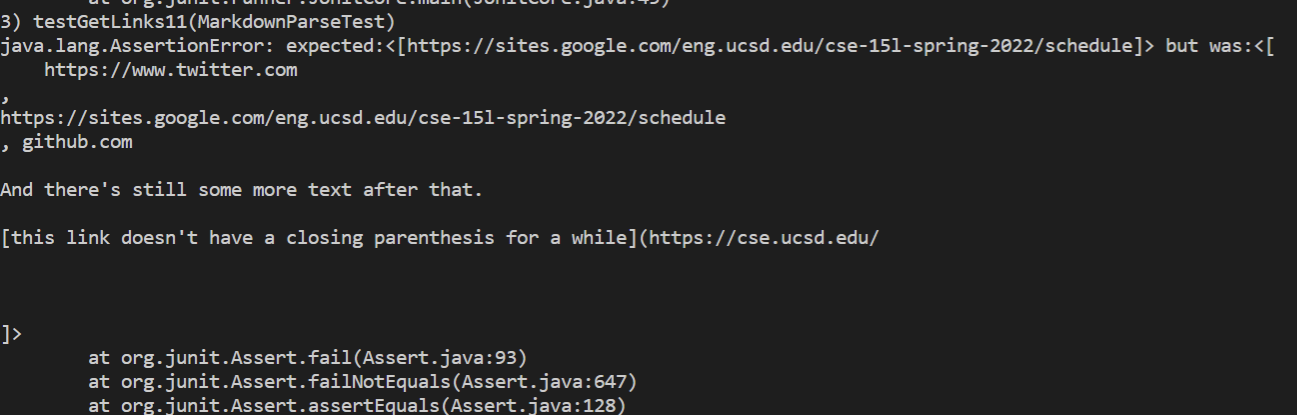 at org.junit.runner.JUnitCore.main(JUnitCore.java:45)
3) testGetLinks11(MarkdownParseTest)
java.lang.AssertionError: expected:<[https://sites.google.com/eng.ucsd.edu/cse-15l-spring-2022/schedule]> but was:<[
https://www.twitter.com
,
https://sites.google.com/eng.ucsd.edu/cse-15l-spring-2022/schedule
, github.com
And there's still some more text after that.
[this link doesn't have a closing parenthesis for a while](https://cse.ucsd.edu/
]>
at org.junit.Assert.fail(Assert.java:93)
at org.junit.Assert.failNotEquals(Assert.java:647)
at org.junit.Assert.assertEquals(Assert.java:128)